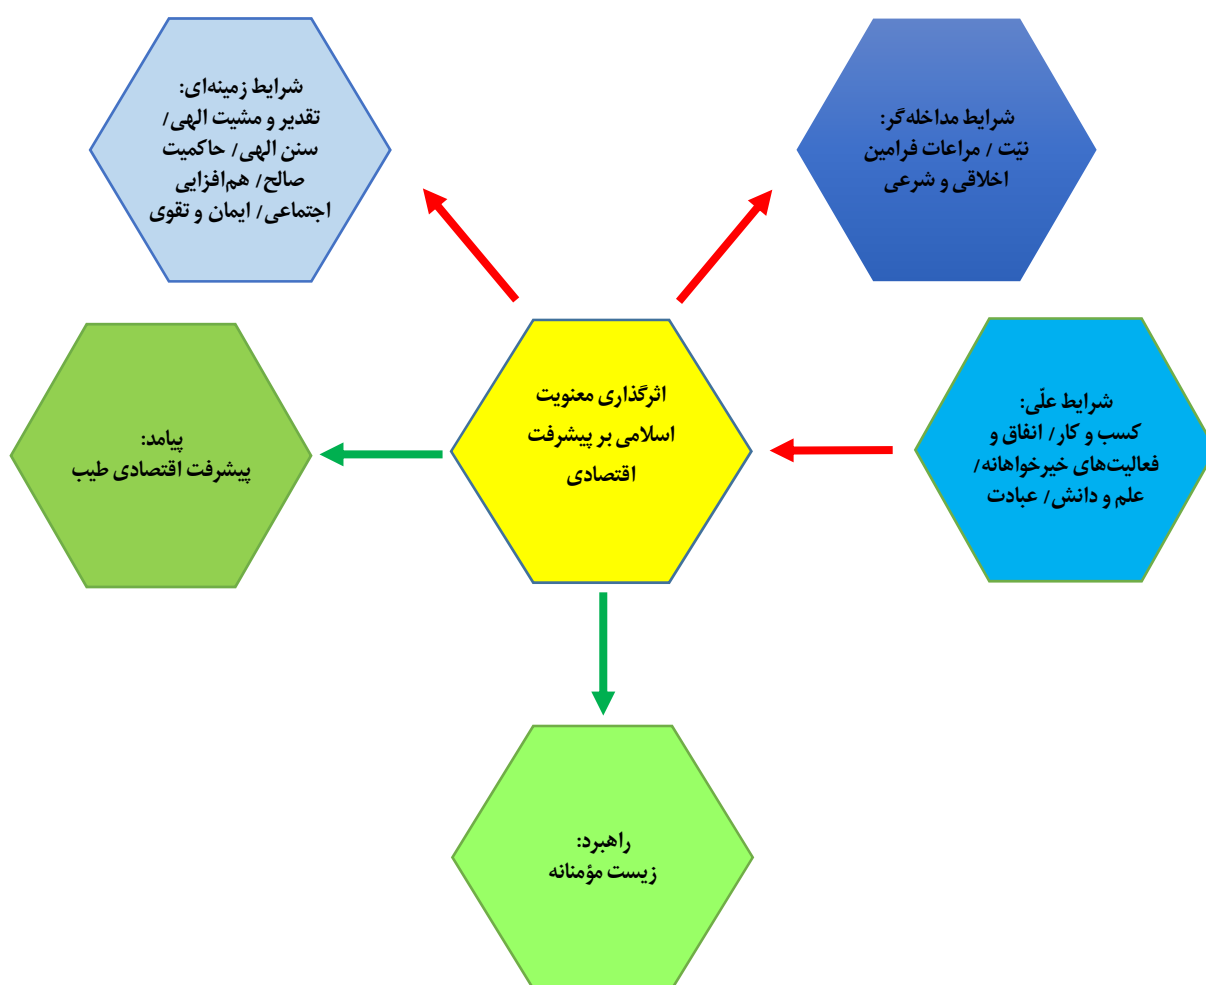 شرایط مداخله‌گر:
نیّت / مراعات فرامین
اخلاقی و شرعی
شرایط زمینه‌ای:
تقدیر و مشیت الهی/
سنن الهی/ حاکمیت
صالح/ هم‌افزایی
اجتماعی/ ایمان و تقوی
شرایط علّی:
کسب و کار/ انفاق و
فعالیت‌های خیرخواهانه/
علم و دانش/ عبادت
اثرگذاری معنویت
اسلامی بر پیشرفت
اقتصادی
پیامد:
پیشرفت اقتصادی طیب
راهبرد:
زیست مؤمنانه